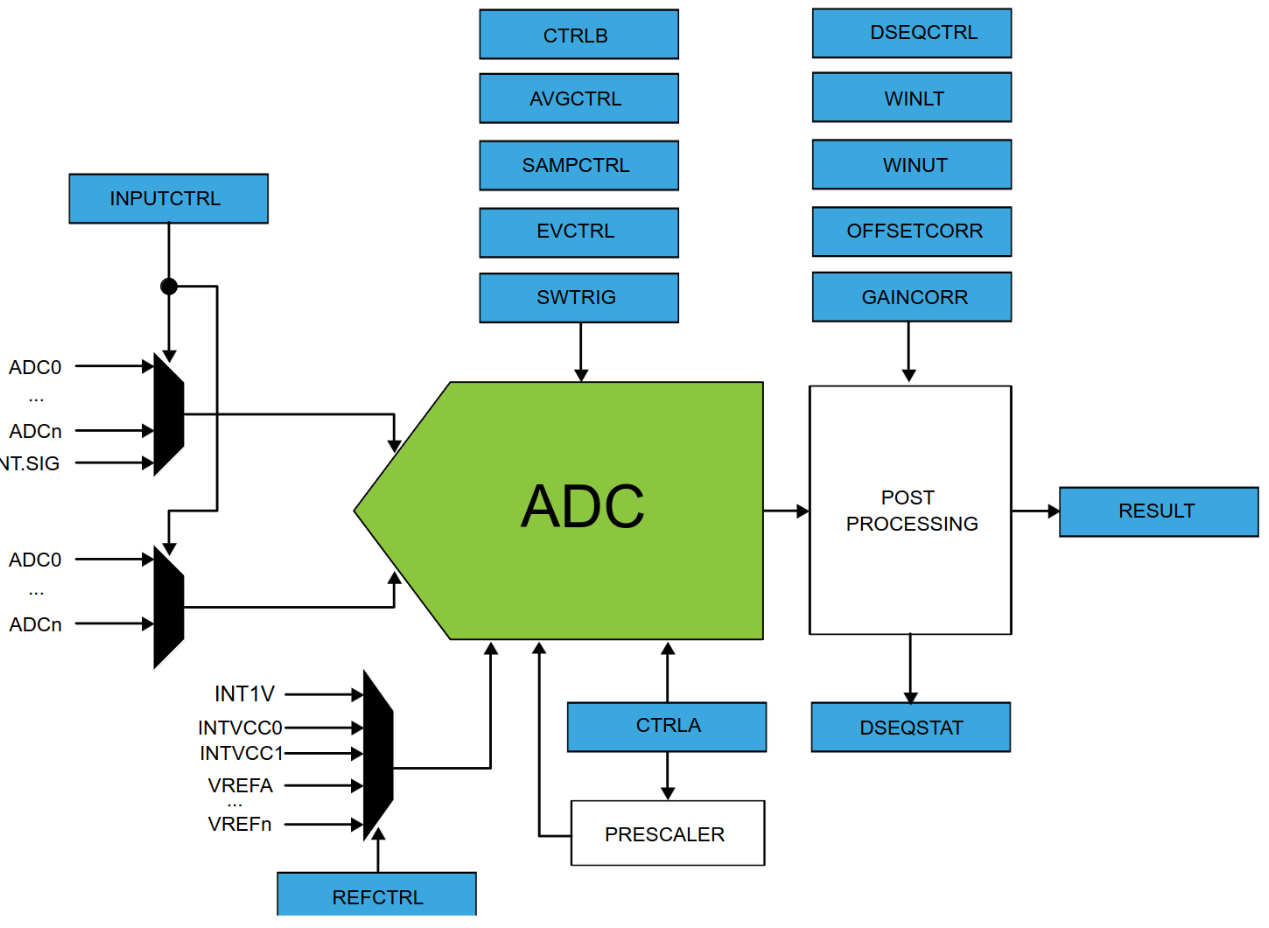 CTRLB
AVGCTRL
SAMPCTRL
EVCTRL
SWTRIG
DSEQCTRL
WINLT
WINUT
OFFSETCORR
GAINCORR
INPUTCTRL
ADC0
...
ADCn
NT.SIG
ADC0
...
ADCn
ADC
POST
PROCESSING
RESULT
INT1V
INTVCC0
INTVCC1
VREFA
...
VREFn
REFCTRL
CTRLA
PRESCALER
DSEQSTAT